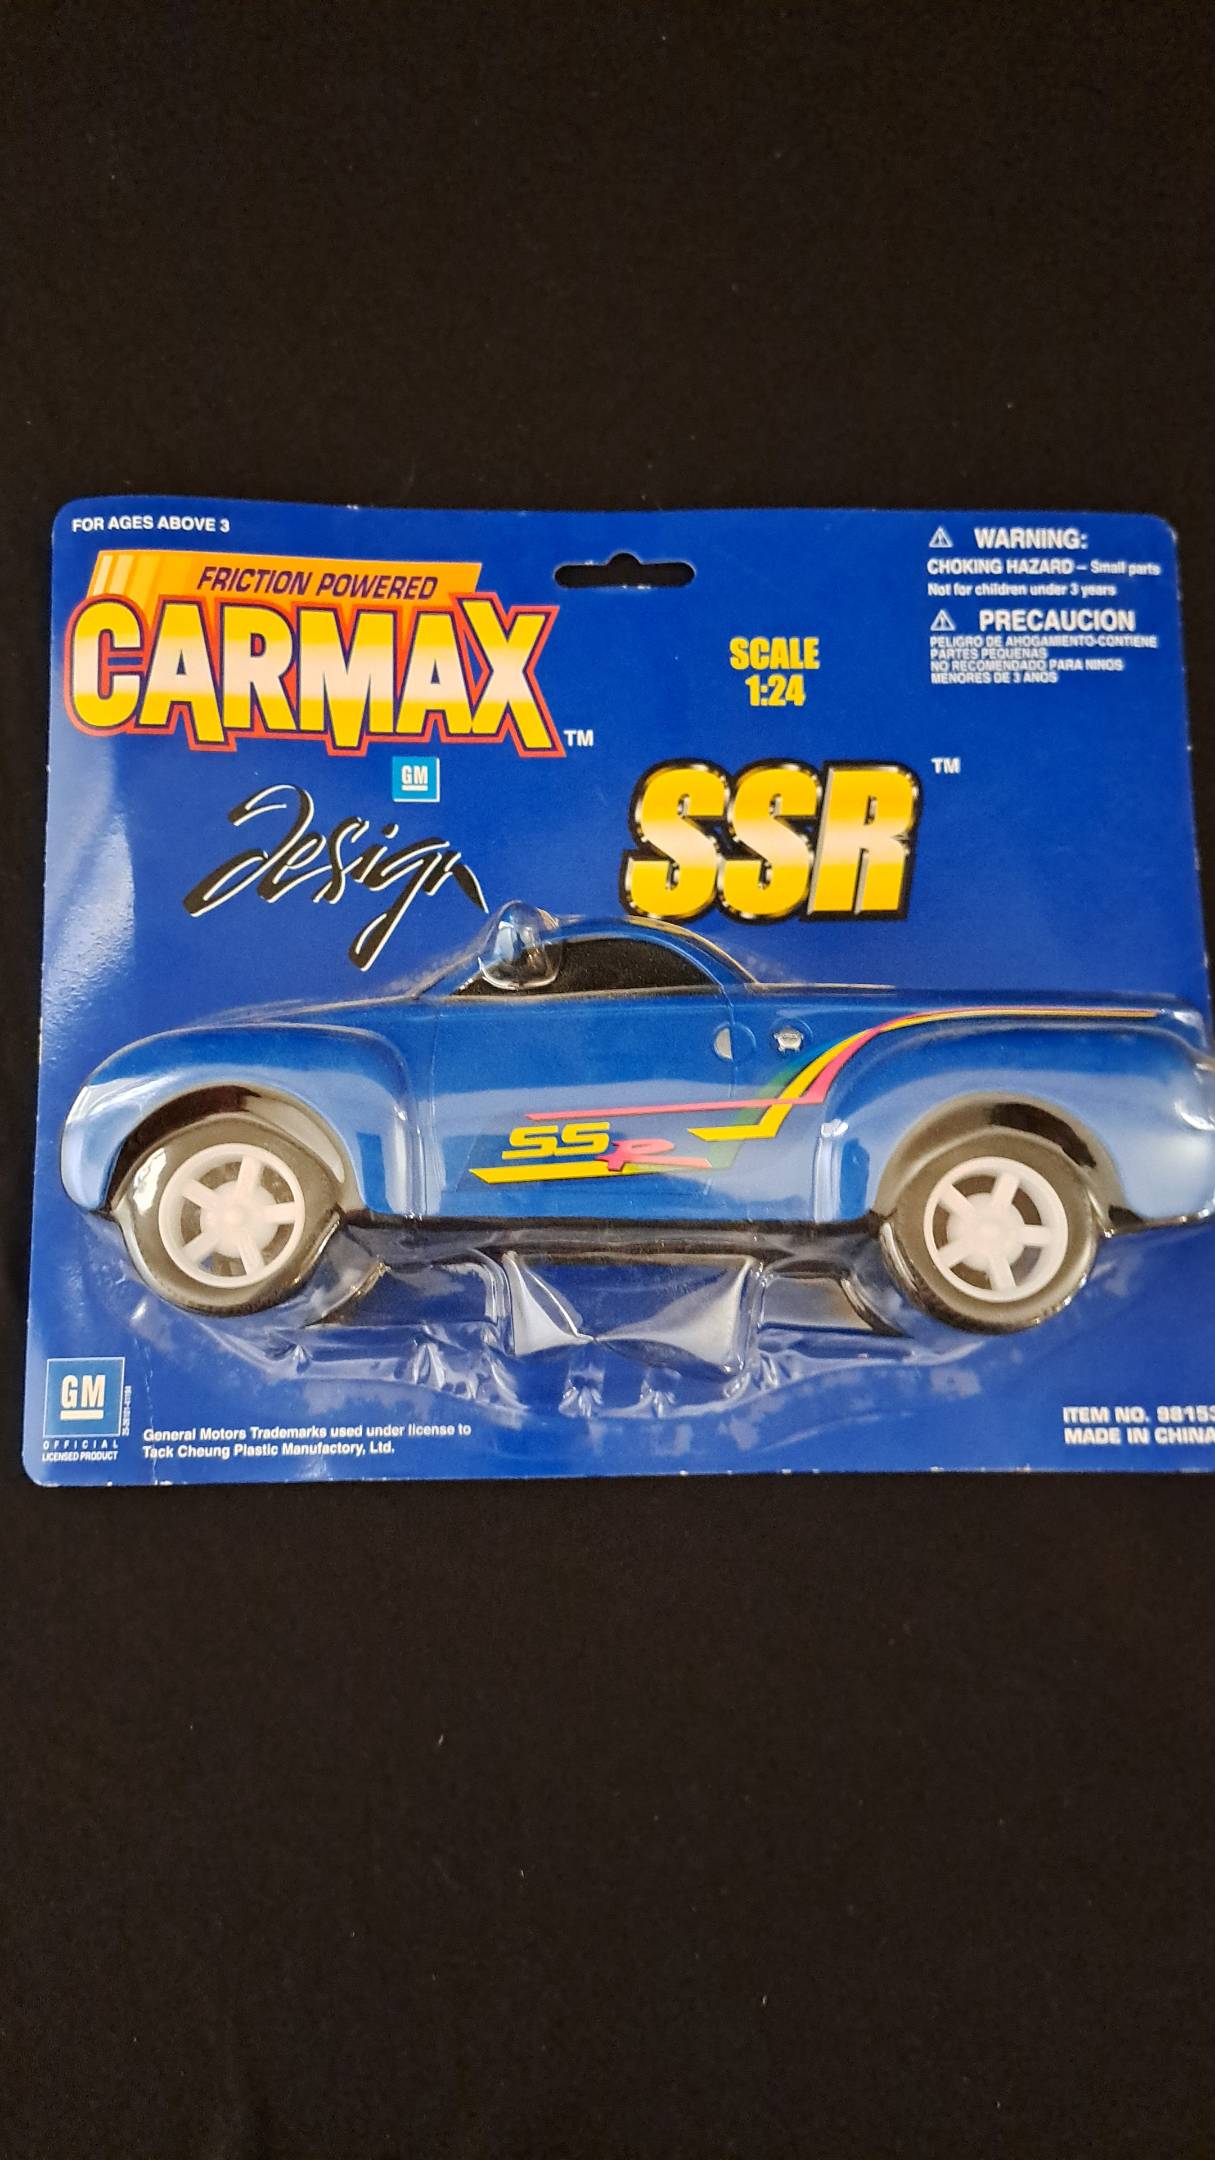 FOR AGES ABOVE 3
FRICTION POWERED
CARMAX TM
GM
design
SCALE
1:24
SSR TM
⚠ WARNING:
CHOKING HAZARD – Small parts
Not for children under 3 years
⚠ PRECAUCION
PELIGRO DE AHOGAMIENTO-CONTIENE
PARTES PEQUENAS
NO RECOMENDADO PARA NINOS
MENORES DE 3 ANOS
SSR
GM
OFFICIAL
LICENSED PRODUCT
General Motors Trademarks used under license to
Tack Cheung Plastic Manufactory, Ltd.
ITEM NO.
MADE IN CHINA